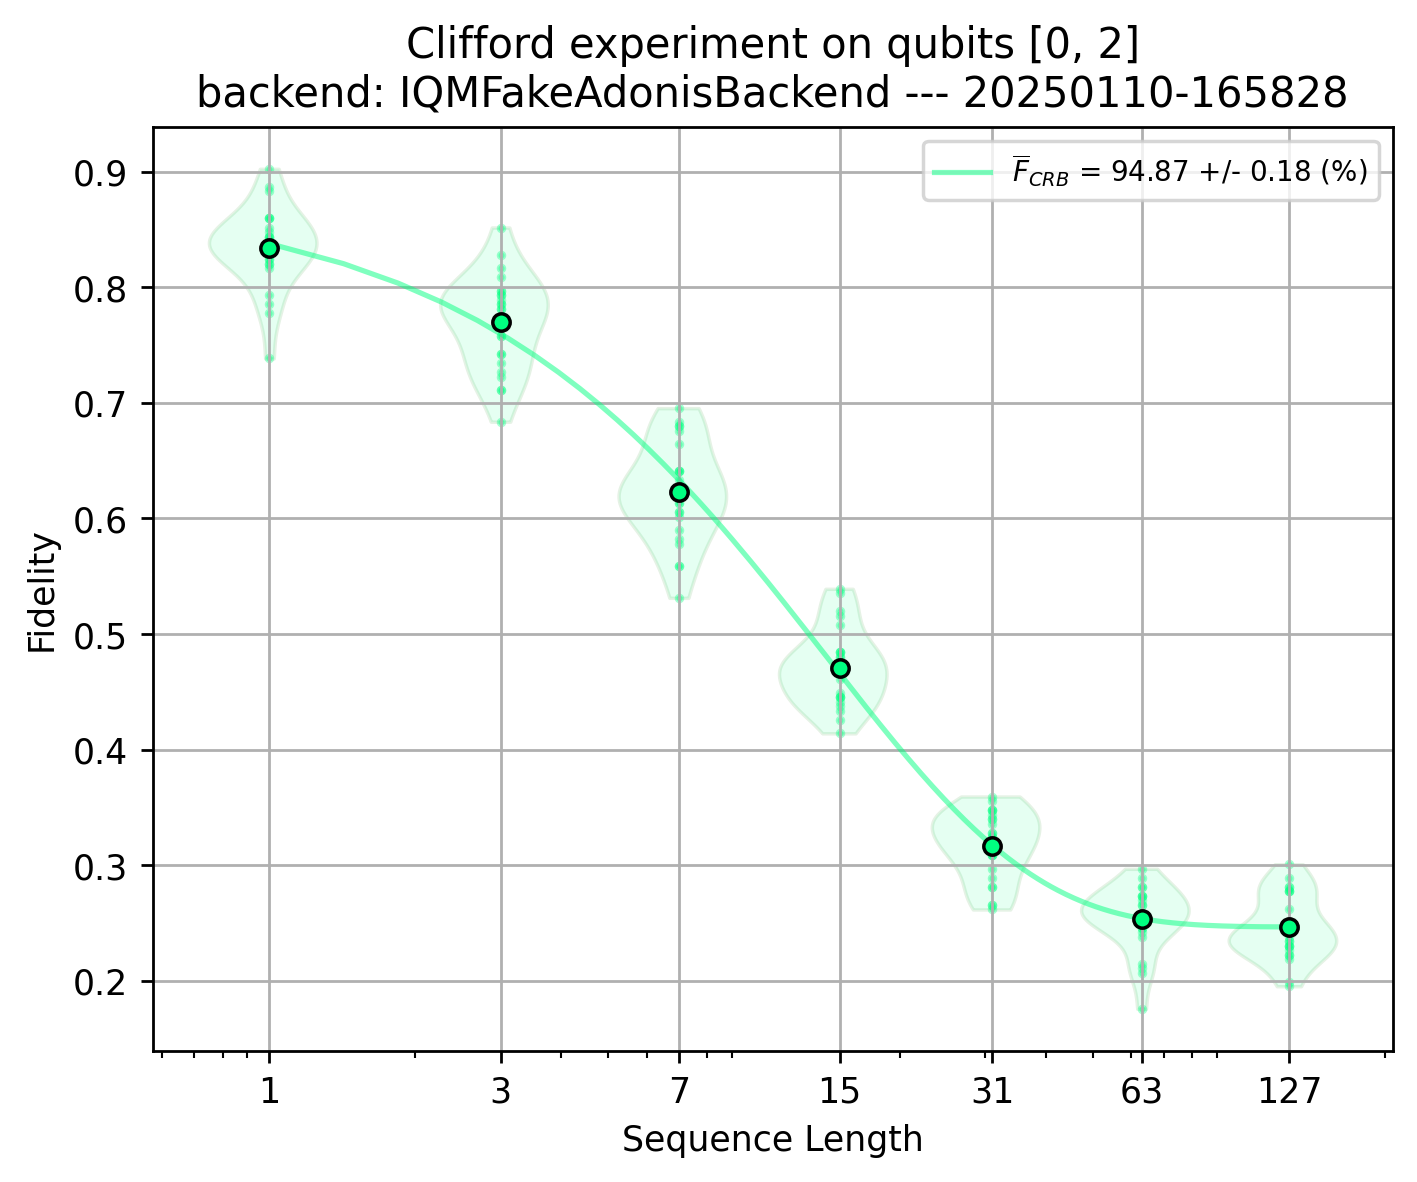 Clifford experiment on qubits [0, 2]
backend: IQMFakeAdonisBackend --- 20250110-165828
F̅CRB = 94.87 +/- 0.18 (%)
0.9
0.8
0.7
0.6
0.5
0.4
0.3
0.2
Fidelity
1 3 7 15 31 63 127
Sequence Length